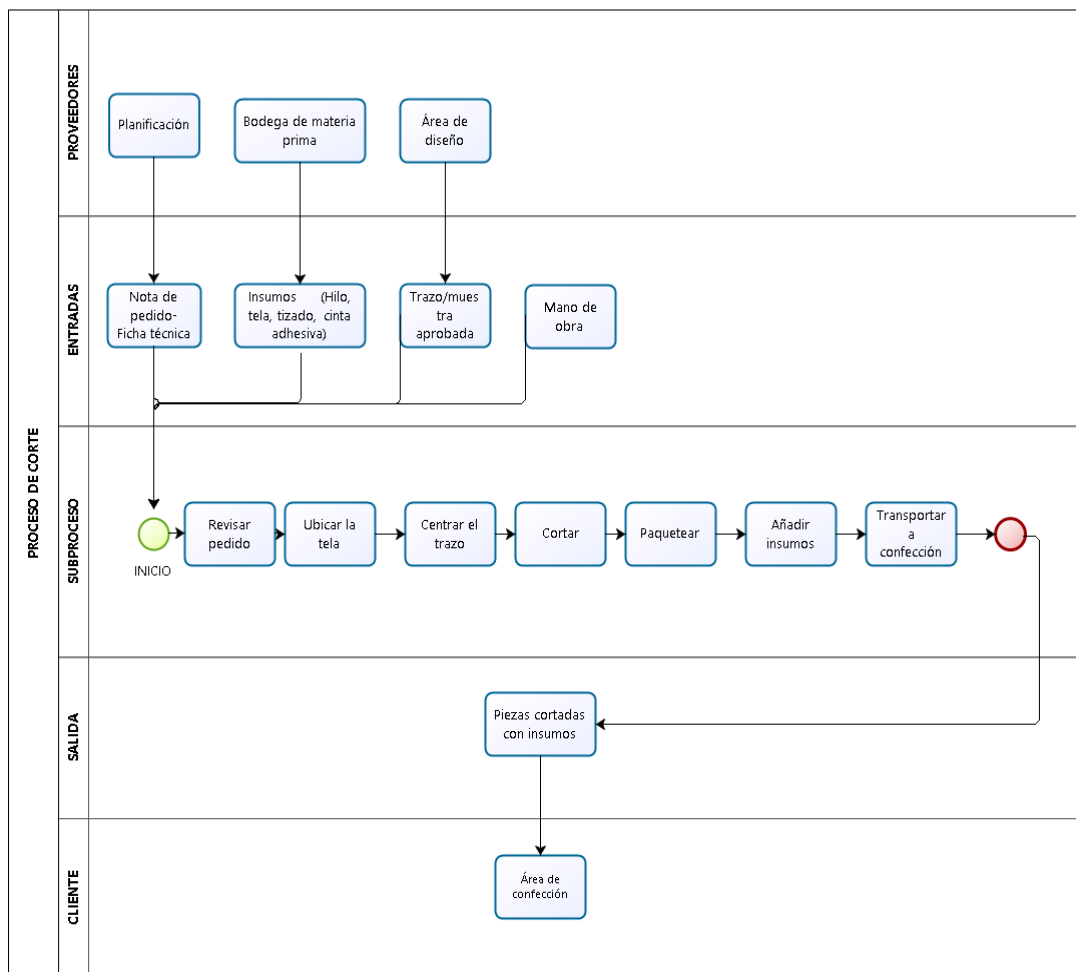 PROCESO DE CORTE
PROVEEDORES
Planificación
Bodega de materia
prima
Área de
diseño
ENTRADAS
Nota de
pedido-
Ficha técnica
Insumos (Hilo,
tela, tizado, cinta
adhesiva)
Trazo/mues
tra
aprobada
Mano de
obra
SUBPROCESO
INICIO
Revisar
pedido
Ubicar la
tela
Centrar el
trazo
Cortar
Paquetear
Añadir
insumos
Transportar
a
confección
SALIDA
Piezas cortadas
con insumos
CLIENTE
Área de
confección